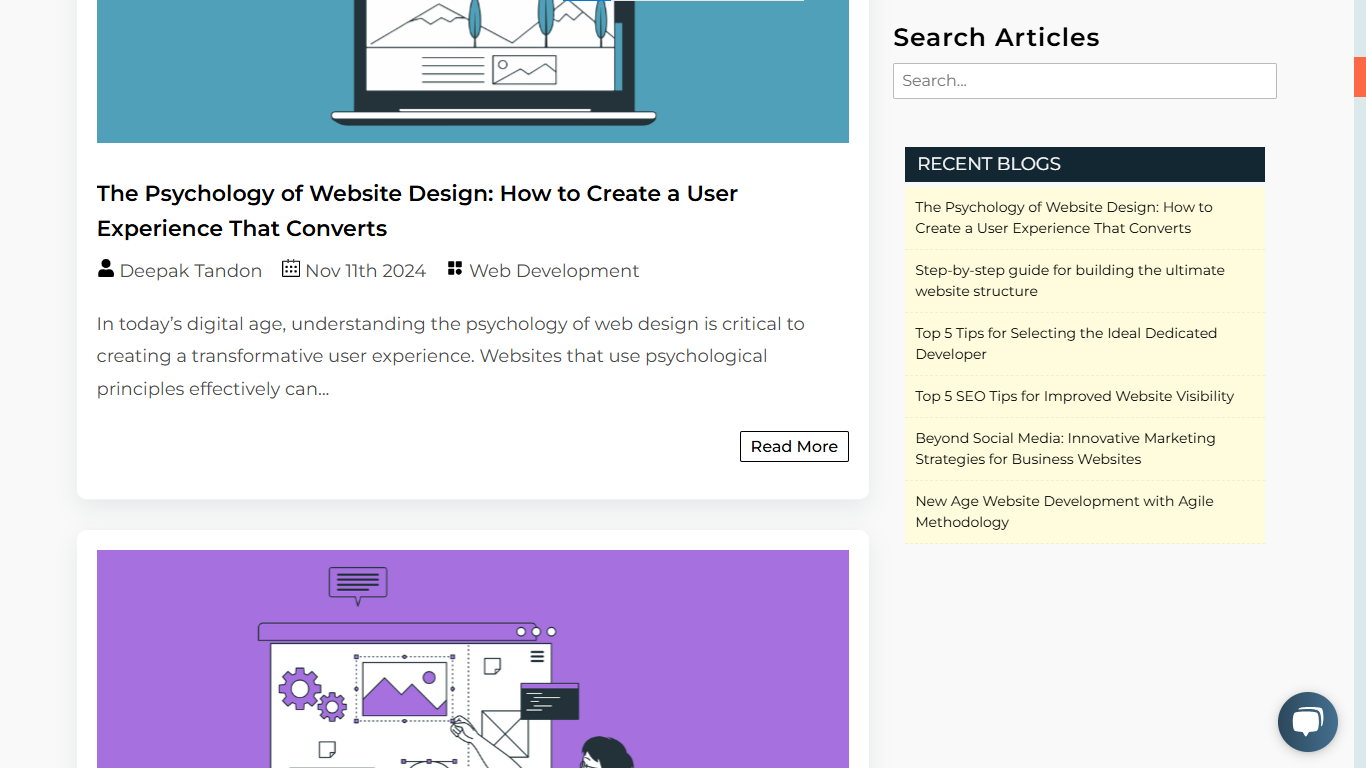 The Psychology of Website Design: How to Create a User
Experience That Converts
Deepak Tandon Nov 11th 2024 Web Development
In today’s digital age, understanding the psychology of web design is critical to
creating a transformative user experience. Websites that use psychological
principles effectively can...
Read More
Search Articles
Search...
RECENT BLOGS
The Psychology of Website Design: How to
Create a User Experience That Converts
Step-by-step guide for building the ultimate
website structure
Top 5 Tips for Selecting the Ideal Dedicated
Developer
Top 5 SEO Tips for Improved Website Visibility
Beyond Social Media: Innovative Marketing
Strategies for Business Websites
New Age Website Development with Agile
Methodology